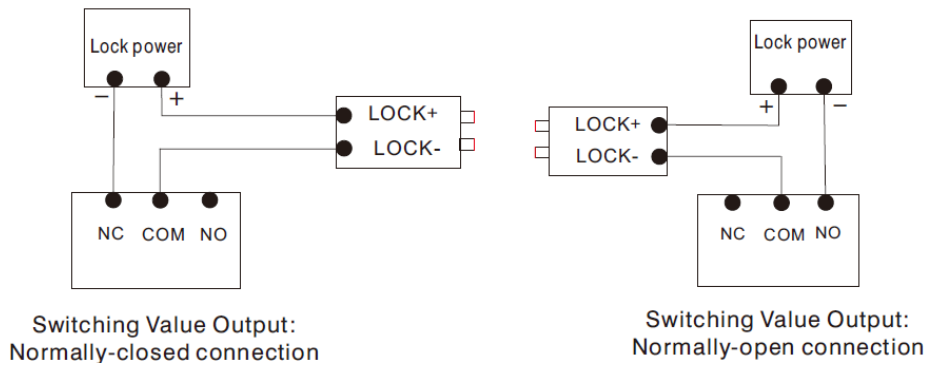 Lock power
− +
LOCK+
LOCK-
NC COM NO
Switching Value Output:
Normally-closed connection
Lock power
+ −
LOCK+
LOCK-
NC COM NO
Switching Value Output:
Normally-open connection